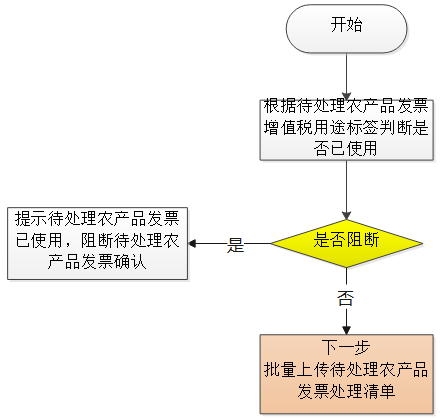 开始
根据待处理农产品发票
增值税用途标签判断是
否已使用
是否阻断
是
提示待处理农产品发票
已使用，阻断待处理农
产品发票确认
否
下一步
批量上传待处理农产品
发票处理清单